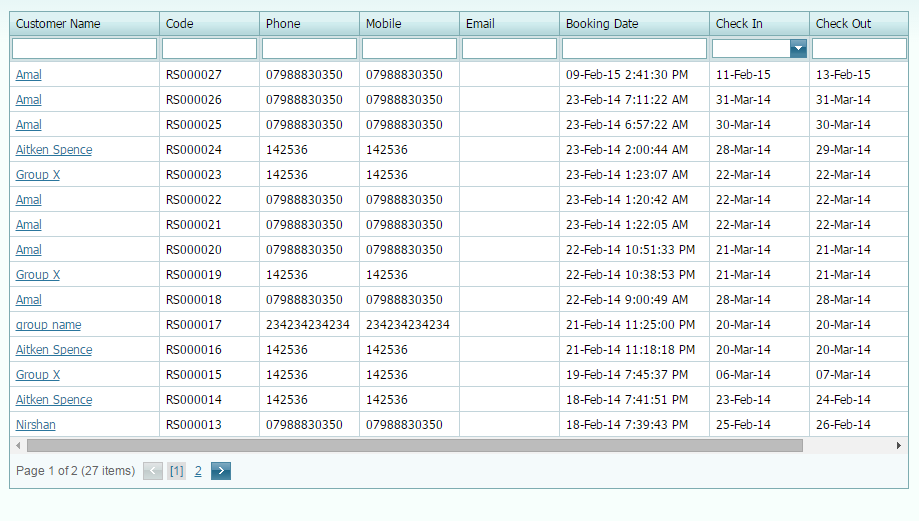 Customer Name Code Phone Mobile Email Booking Date Check In Check Out
Amal RS000027 07988830350 07988830350 09-Feb-15 2:41:30 PM 11-Feb-15 13-Feb-15
Amal RS000026 07988830350 07988830350 23-Feb-14 7:11:22 AM 31-Mar-14 31-Mar-14
Amal RS000025 07988830350 07988830350 23-Feb-14 6:57:22 AM 30-Mar-14 30-Mar-14
Aitken Spence RS000024 142536 142536 23-Feb-14 2:00:44 AM 28-Mar-14 29-Mar-14
Group X RS000023 142536 142536 23-Feb-14 1:23:07 AM 22-Mar-14 22-Mar-14
Amal RS000022 07988830350 07988830350 23-Feb-14 1:20:42 AM 22-Mar-14 22-Mar-14
Amal RS000021 07988830350 07988830350 23-Feb-14 1:22:05 AM 22-Mar-14 22-Mar-14
Amal RS000020 07988830350 07988830350 22-Feb-14 10:51:33 PM 21-Mar-14 21-Mar-14
Group X RS000019 142536 142536 22-Feb-14 10:38:53 PM 21-Mar-14 21-Mar-14
Amal RS000018 07988830350 07988830350 22-Feb-14 9:00:49 AM 28-Mar-14 28-Mar-14
group name RS000017 234234234234 234234234234 21-Feb-14 11:25:00 PM 20-Mar-14 20-Mar-14
Aitken Spence RS000016 142536 142536 21-Feb-14 11:18:18 PM 20-Mar-14 20-Mar-14
Group X RS000015 142536 142536 19-Feb-14 7:45:37 PM 06-Mar-14 07-Mar-14
Aitken Spence RS000014 142536 142536 18-Feb-14 7:41:51 PM 23-Feb-14 24-Feb-14
Nirshan RS000013 07988830350 07988830350 18-Feb-14 7:39:43 PM 25-Feb-14 26-Feb-14
Page 1 of 2 (27 items) [1] 2